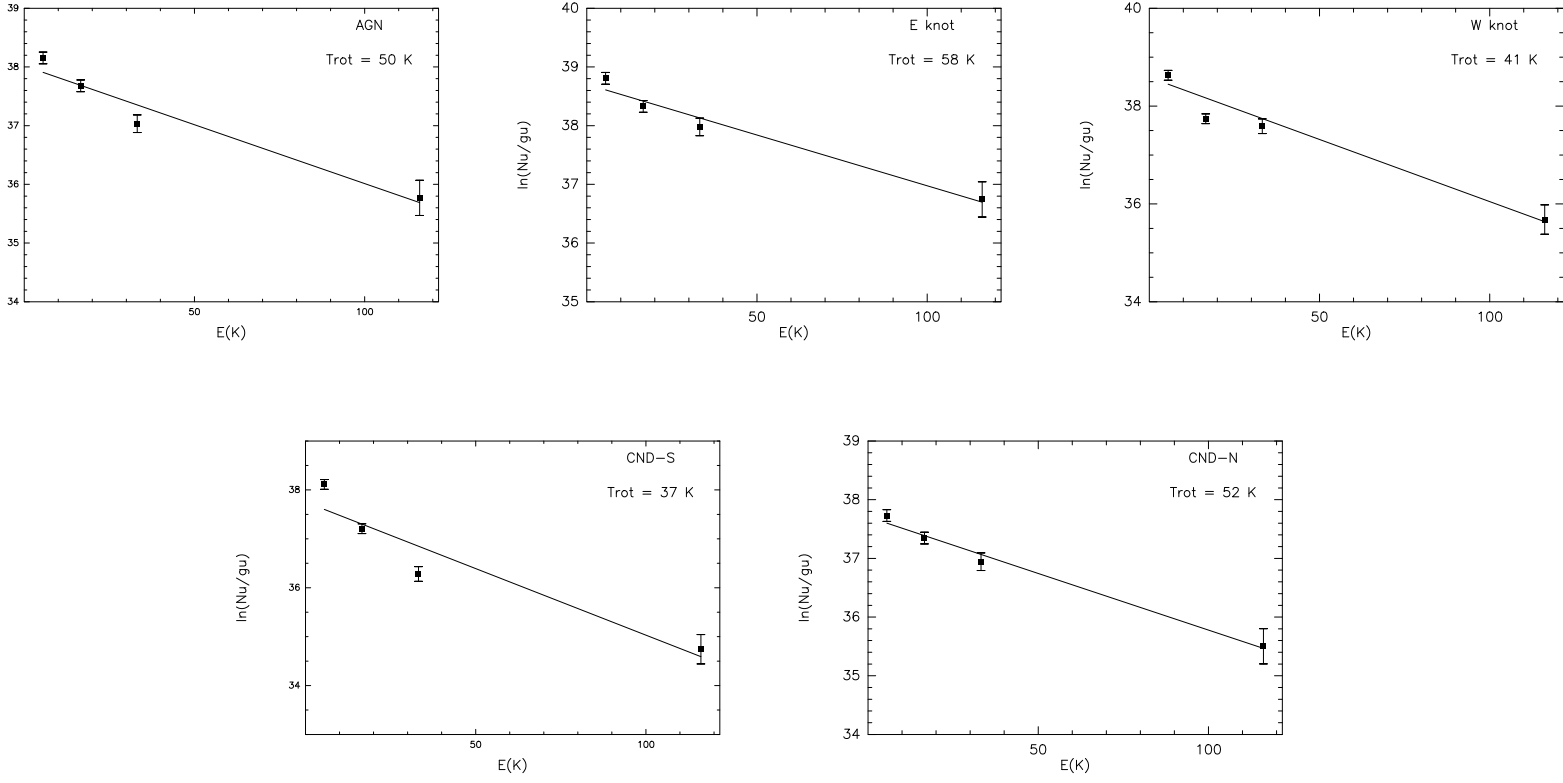 39
AGN
38
Trot = 50 K
37
36
35
34
50
100
E(K)
40
E knot
39
Trot = 58 K
38
ln(Nu/gu)
37
36
35
50
100
E(K)
40
W knot
Trot = 41 K
38
ln(Nu/gu)
36
34
50
100
E(K)
CND-S
38
Trot = 37 K
ln(Nu/gu)
36
34
50
100
E(K)
39
CND-N
38
Trot = 52 K
37
ln(Nu/gu)
36
35
34
50
100
E(K)